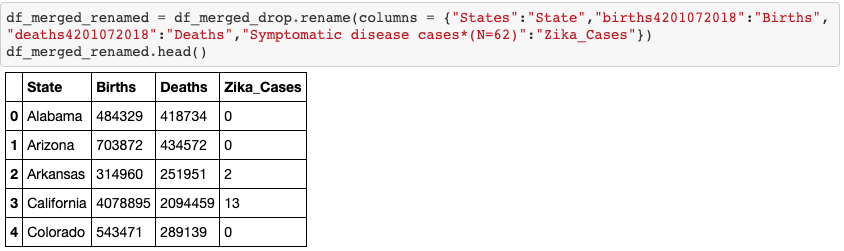 df_merged_renamed = df_merged_drop.rename(columns = {"States":"State","births4201072018":"Births",
"deaths4201072018":"Deaths","Symptomatic disease cases*(N=62)":"Zika_Cases"})
df_merged_renamed.head()
State Births Deaths Zika_Cases
0 Alabama 484329 418734 0
1 Arizona 703872 434572 0
2 Arkansas 314960 251951 2
3 California 4078895 2094459 13
4 Colorado 543471 289139 0